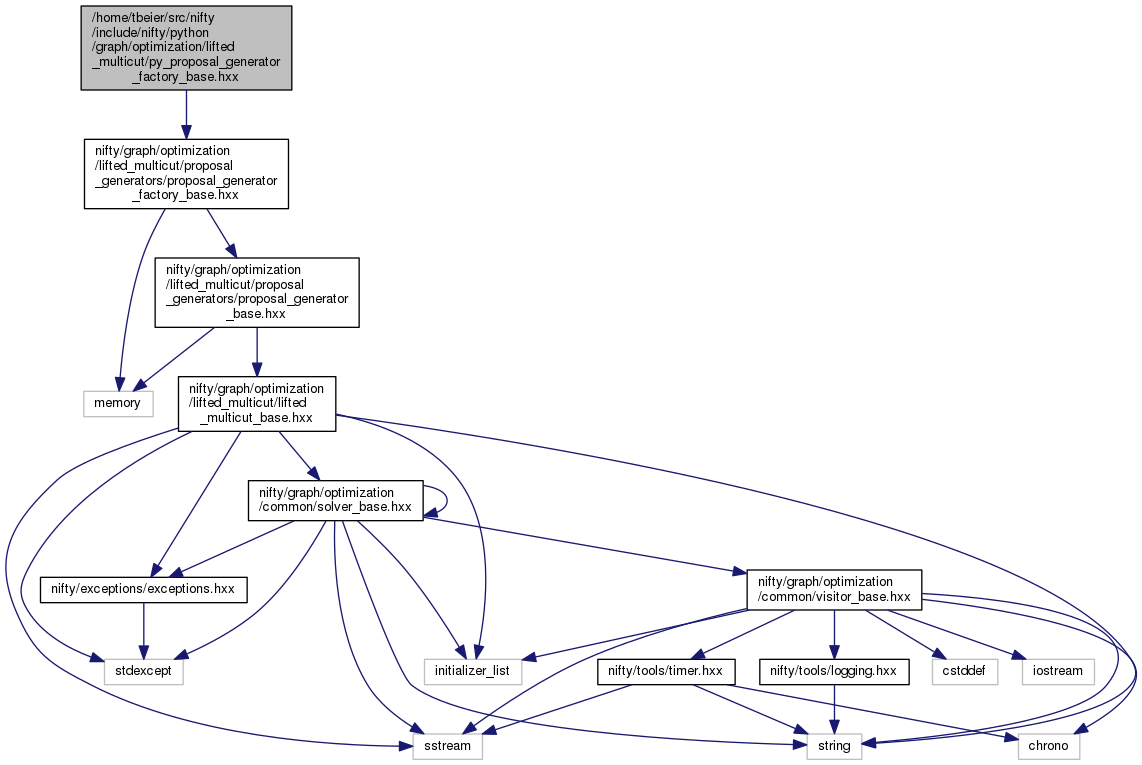 /home/tbeier/src/nifty
/include/nifty/python
/graph/optimization/lifted
_multicut/py_proposal_generator
_factory_base.hxx
nifty/graph/optimization
/lifted_multicut/proposal
_generators/proposal_generator
_factory_base.hxx
nifty/graph/optimization
/lifted_multicut/proposal
_generators/proposal_generator
_base.hxx
memory
nifty/graph/optimization
/lifted_multicut/lifted
_multicut_base.hxx
nifty/graph/optimization
/common/solver_base.hxx
nifty/exceptions/exceptions.hxx
nifty/graph/optimization
/common/visitor_base.hxx
stdexcept
initializer_list
nifty/tools/timer.hxx
nifty/tools/logging.hxx
cstddef
iostream
sstream
string
chrono